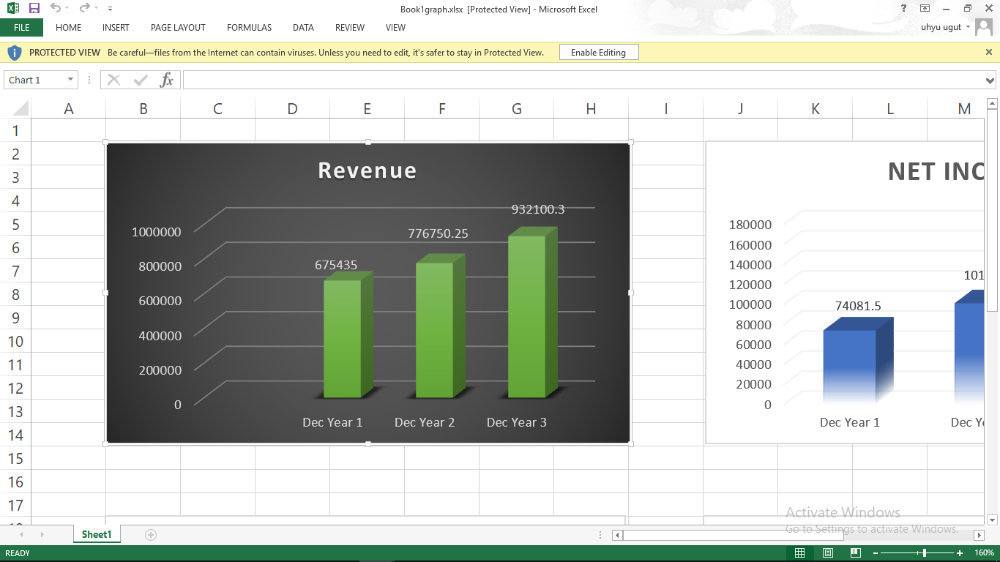 Book1graph.xlsx [Protected View] - Microsoft Excel
?
FILE HOME INSERT PAGE LAYOUT FORMULAS DATA REVIEW VIEW
uhyu ugut
PROTECTED VIEW Be careful—files from the Internet can contain viruses. Unless you need to edit, it's safer to stay in Protected View. Enable Editing
Chart 1
fx
A B C D E F G H I J K L M
1
2
3
4
5
6
7
8
9
10
11
12
13
14
15
16
17
Revenue
1000000
800000
600000
400000
200000
0
675435
776750.25
932100.3
Dec Year 1 Dec Year 2 Dec Year 3
NET INC
180000
160000
140000
120000
100000
80000
60000
40000
20000
0
74081.5
101
Dec Year 1 Dec Y
Activate Windows
Go to Settings to activate Windows.
Sheet1
READY
160%